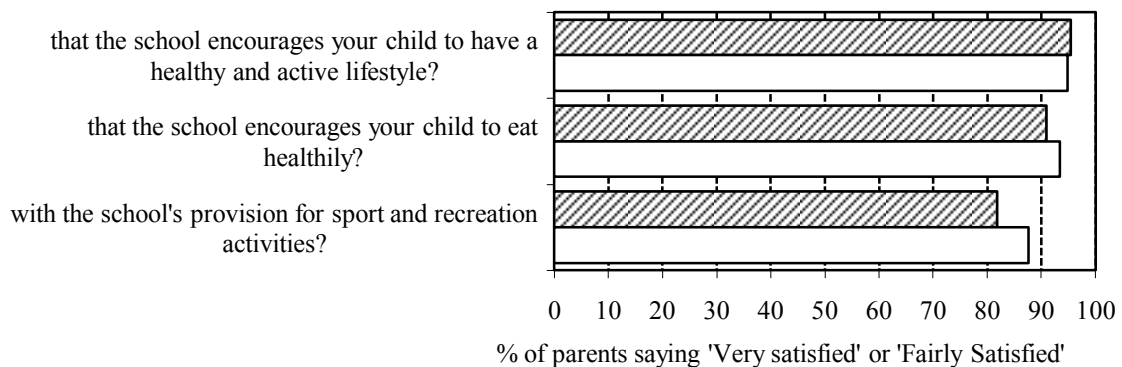 that the school encourages your child to have a
healthy and active lifestyle?
that the school encourages your child to eat
healthily?
with the school's provision for sport and recreation
activities?
0 10 20 30 40 50 60 70 80 90 100
% of parents saying 'Very satisfied' or 'Fairly Satisfied'